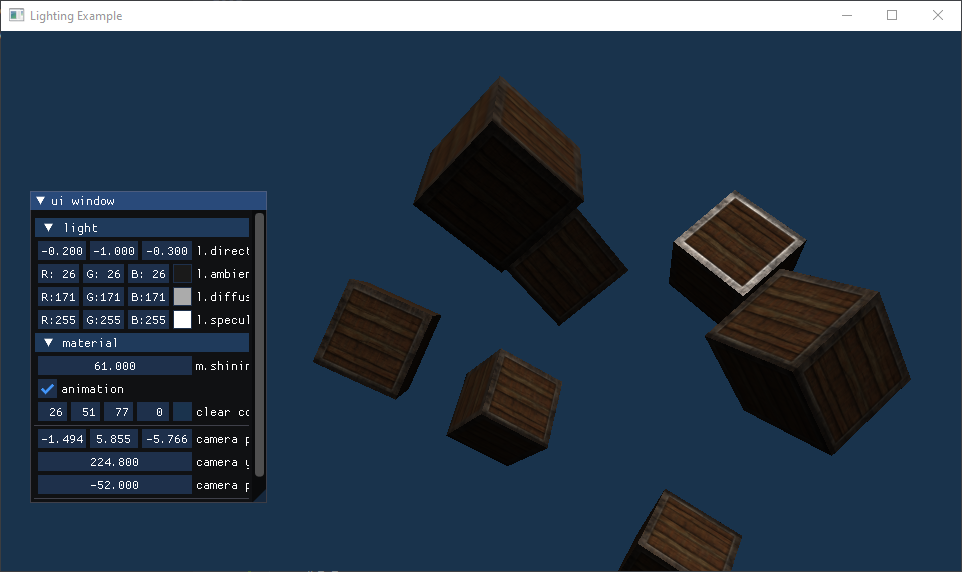 Lighting Example
ui window
light
-0.200 -1.000 -0.300 l.direct
R: 26 G: 26 B: 26 l.ambien
R:171 G:171 B:171 l.diffus
R:255 G:255 B:255 l.specul
material
61.000 m.shinin
animation
26 51 77 0 clear co
-1.494 5.855 -5.766 camera p
224.800 camera y
-52.000 camera p